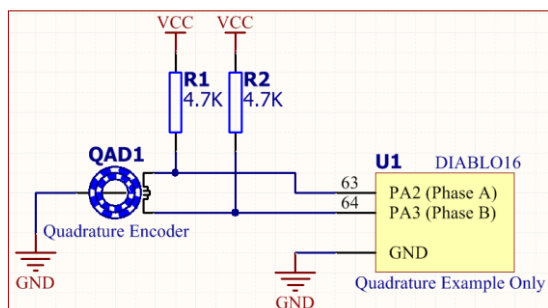 VCC VCC
R1 R2
4.7K 4.7K
QAD1
U1 DIABLO16
63 PA2 (Phase A)
64 PA3 (Phase B)
Quadrature Encoder
GND
GND
GND
Quadrature Example Only